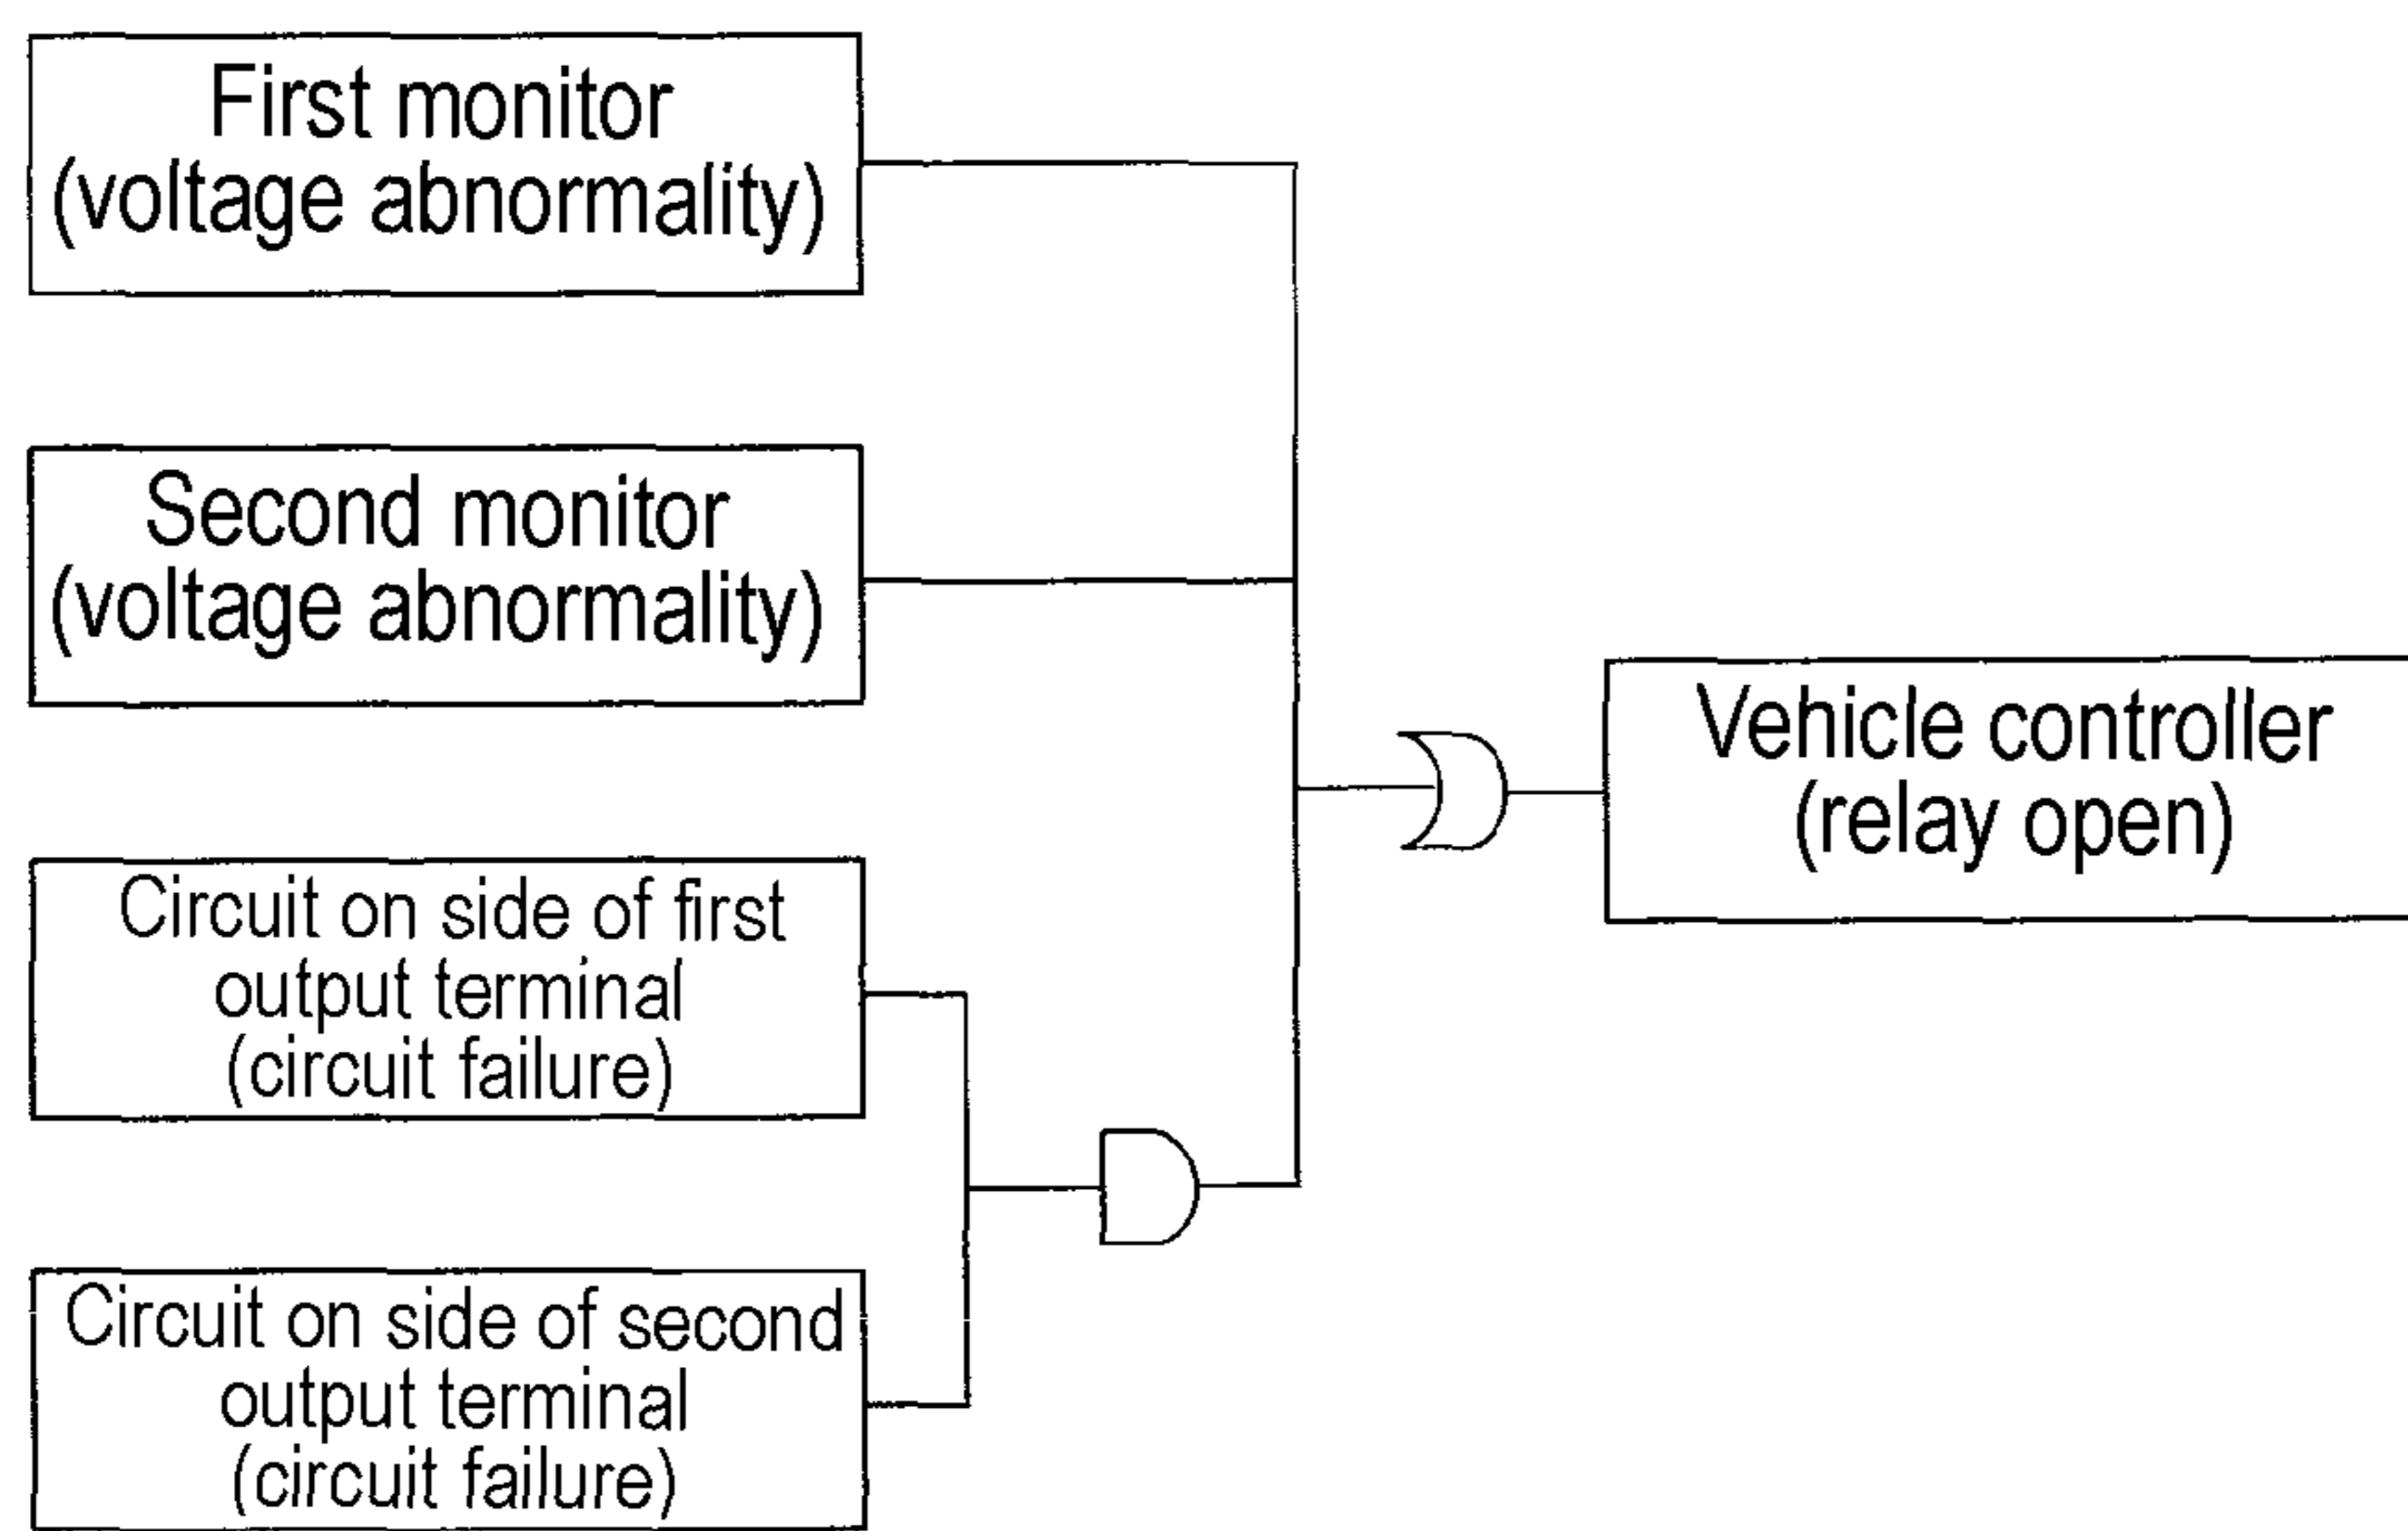 First monitor
(voltage abnormality)
Second monitor
(voltage abnormality)
Vehicle controller
(relay open)
Circuit on side of first
output terminal
(circuit failure)
Circuit on side of second
output terminal
(circuit failure)